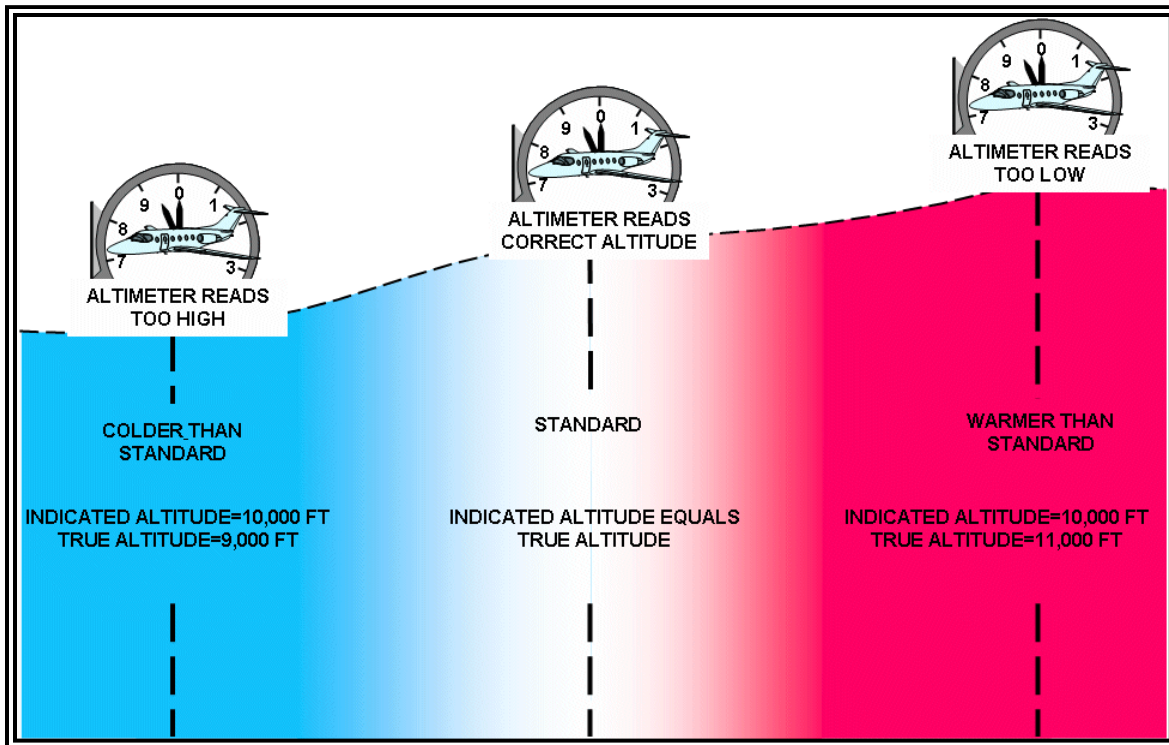 9 0 1
8
7 3
ALTIMETER READS
TOO LOW
9 0 1
8
7 3
ALTIMETER READS
CORRECT ALTITUDE
9 0 1
8
7 3
ALTIMETER READS
TOO HIGH
COLDER THAN
STANDARD
STANDARD
WARMER THAN
STANDARD
INDICATED ALTITUDE=10,000 FT
TRUE ALTITUDE=9,000 FT
INDICATED ALTITUDE EQUALS
TRUE ALTITUDE
INDICATED ALTITUDE=10,000 FT
TRUE ALTITUDE=11,000 FT